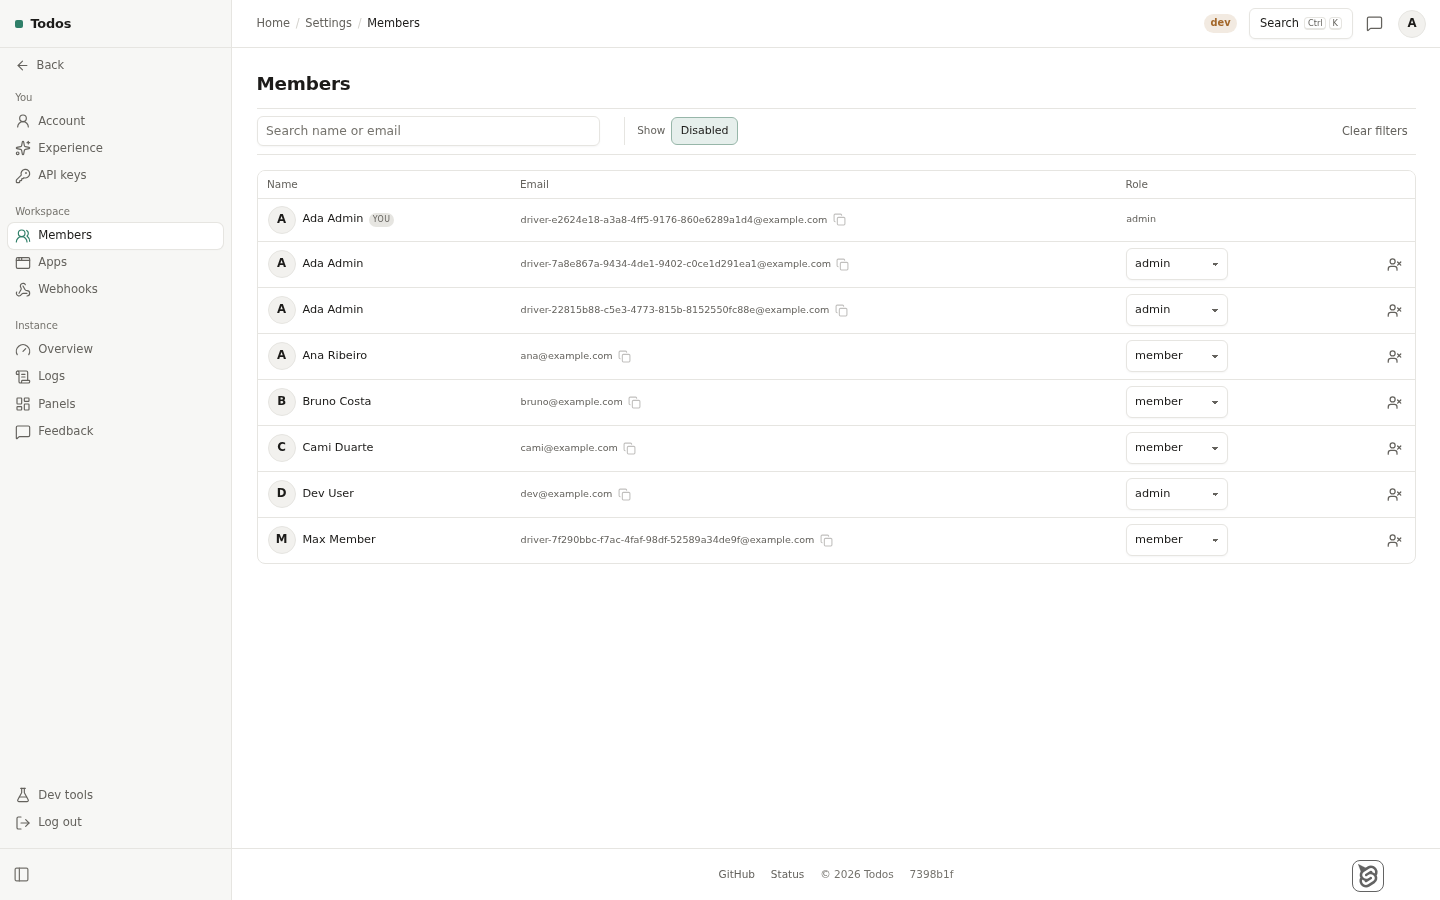 Todos
Home / Settings / Members
dev
Search Ctrl K
A
Back
You
Account
Experience
API keys
Workspace
Members
Apps
Webhooks
Instance
Overview
Logs
Panels
Feedback
Dev tools
Log out
Members
Search name or email
Show Disabled
Clear filters
Name Email Role
A Ada Admin YOU driver-e2624e18-a3a8-4ff5-9176-860e6289a1d4@example.com admin
A Ada Admin driver-7a8e867a-9434-4de1-9402-c0ce1d291ea1@example.com admin
A Ada Admin driver-22815b88-c5e3-4773-815b-8152550fc88e@example.com admin
A Ana Ribeiro ana@example.com member
B Bruno Costa bruno@example.com member
C Cami Duarte cami@example.com member
D Dev User dev@example.com admin
M Max Member driver-7f290bbc-f7ac-4faf-98df-52589a34de9f@example.com member
GitHub Status © 2026 Todos 7398b1f